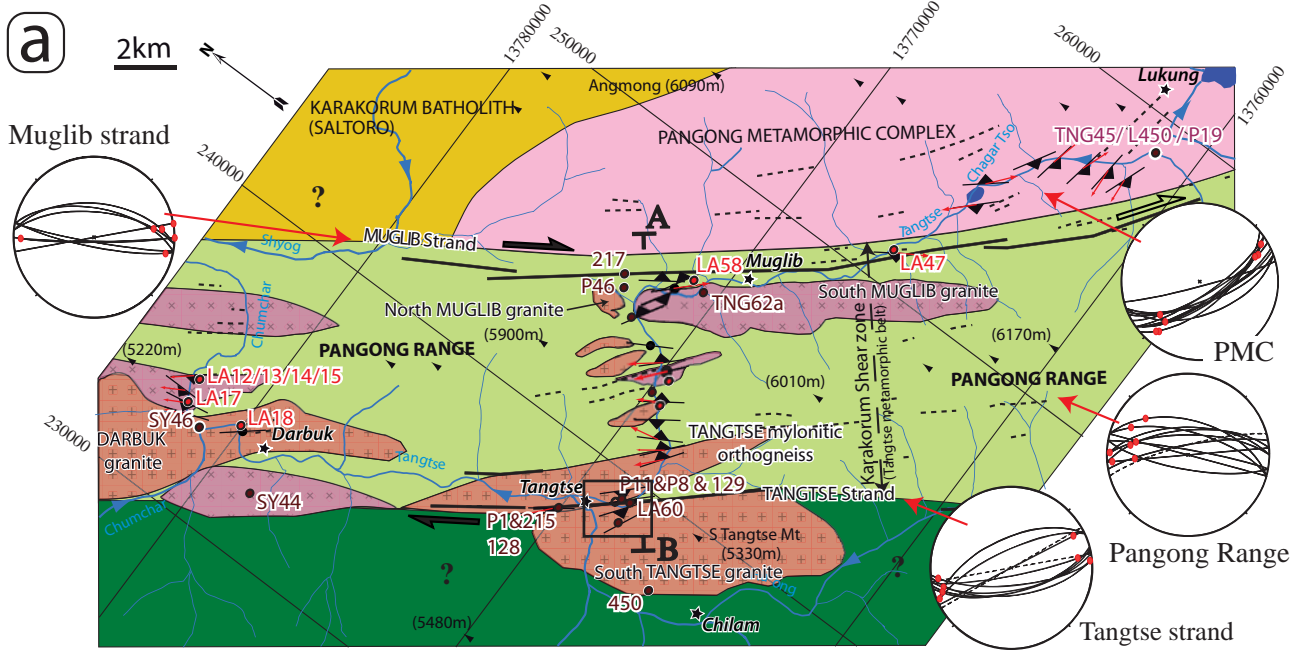 a
2km
N
13780000
250000
13770000
260000
13760000
240000
230000
Muglib strand
KARAKORUM BATHOLITH
(SALTORO)
Angmong (6090m)
PANGONG METAMORPHIC COMPLEX
Lukung
TNG45/ L450 / P19
Chagar Tso
?
Shyog
MUGLIB Strand
A
Tangtse
217
P46
LA58
Muglib
LA47
TNG62a
North MUGLIB granite
South MUGLIB granite
Chumchar
(5220m)
PANGONG RANGE
(5900m)
(6170m)
(6010m)
PANGONG RANGE
Karakorum Shear zone
(Tangtse metamorphic belt)
PMC
LA12/13/14/15
LA17
SY46
LA18
DARBUK
granite
Darbuk
Tangtse
TANGTSE mylonitic
orthogneiss
SY44
Chumchar
Tangtse
P11&P8 & 129
TANGTSE Strand
LA60
P1&215
128
B
S Tangtse Mt
(5330m)
South TANGTSE granite
?
?
450
Chilam
(5480m)
Pangong Range
Tangtse strand